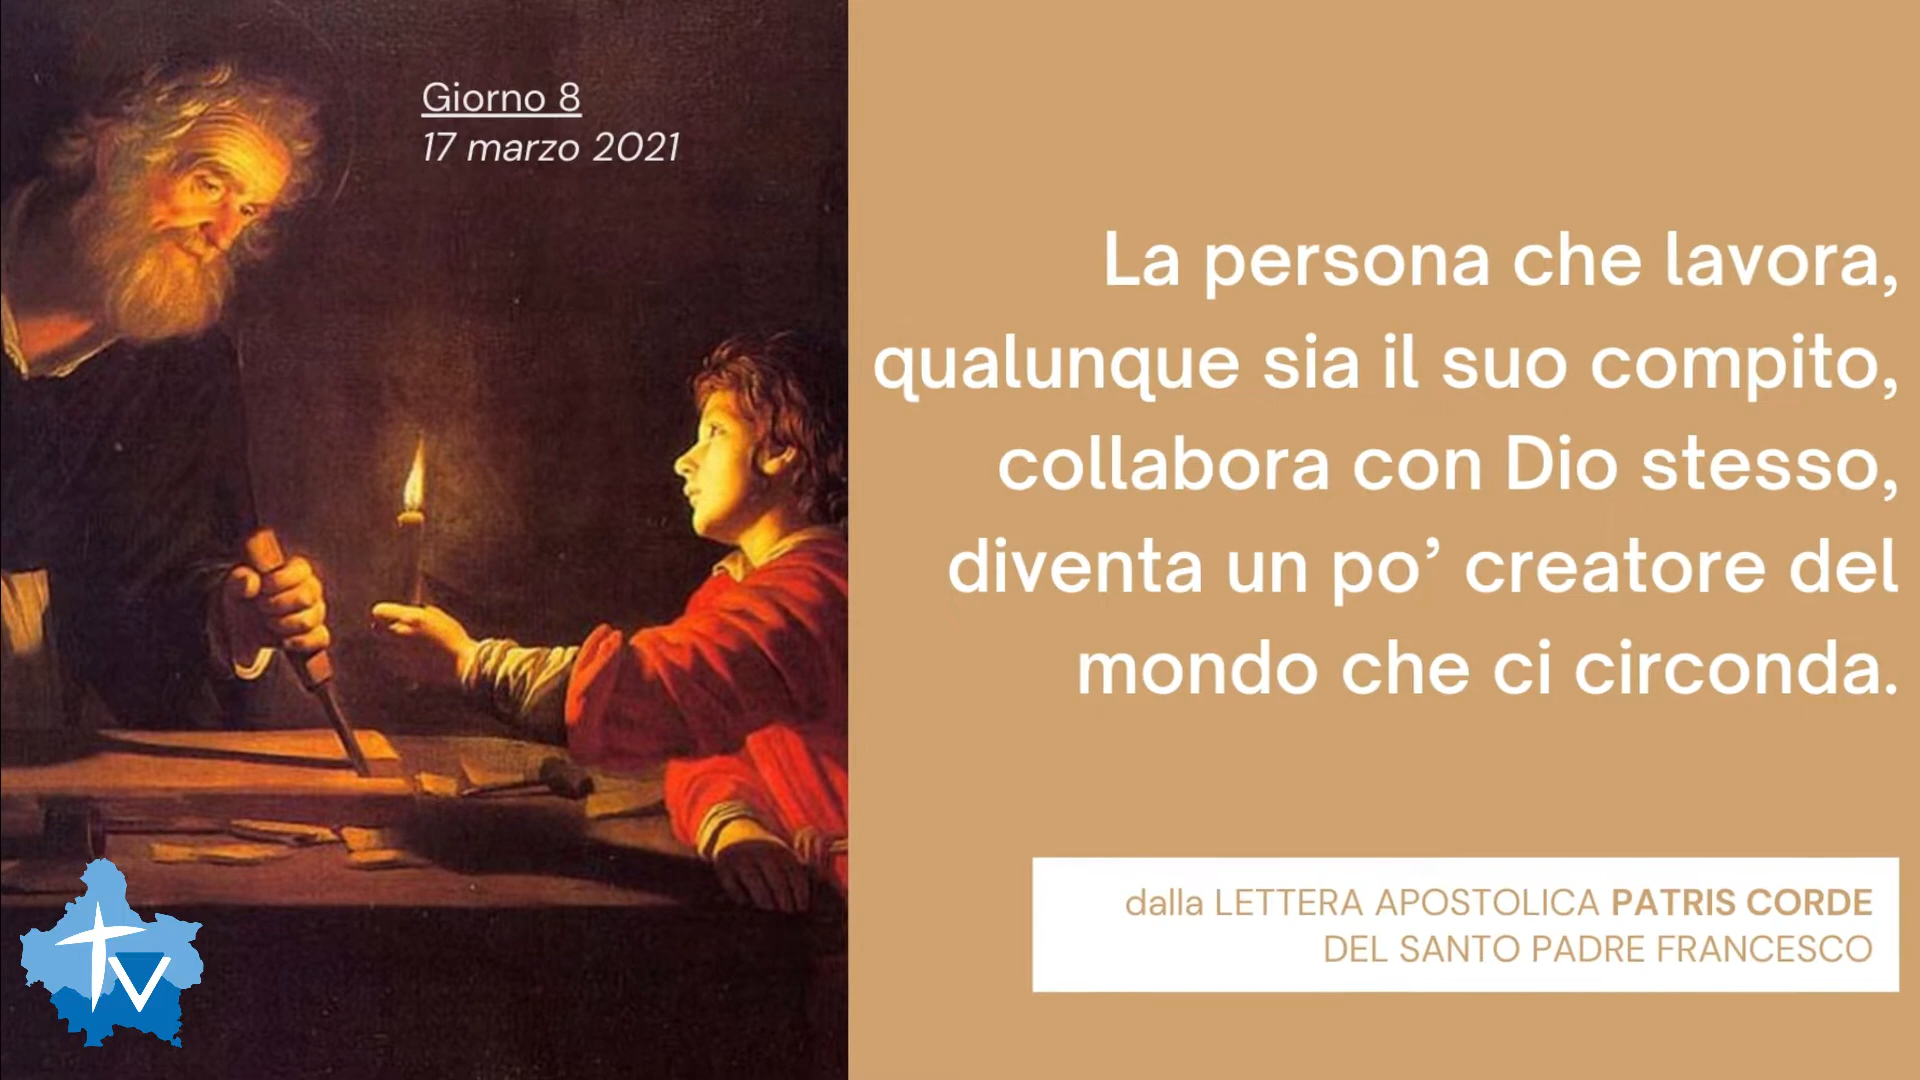 Giorno 8
17 marzo 2021
La persona che lavora,
qualunque sia il suo compito,
collabora con Dio stesso,
diventa un po’ creatore del
mondo che ci circonda.
dalla LETTERA APOSTOLICA PATRIS CORDE
DEL SANTO PADRE FRANCESCO
tv